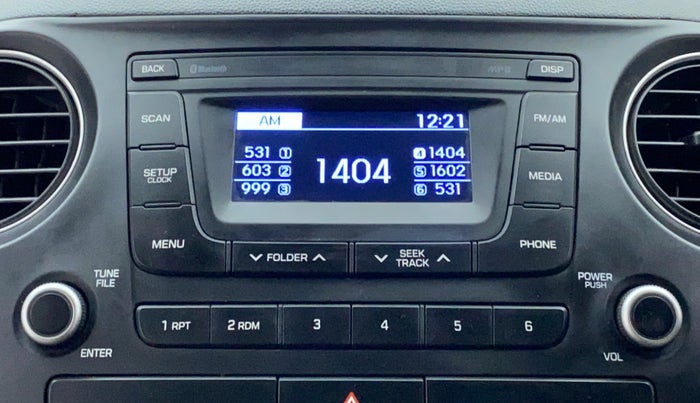 BACK
Bluetooth
MP3
DISP
SCAN
AM
12:21
FM/AM
531 1
4 1404
603 2
1404
5 1602
999 3
6 531
SETUP
CLOCK
MEDIA
MENU
FOLDER
SEEK
TRACK
PHONE
TUNE
FILE
POWER
PUSH
1 RPT
2 RDM
3
4
5
6
ENTER
VOL